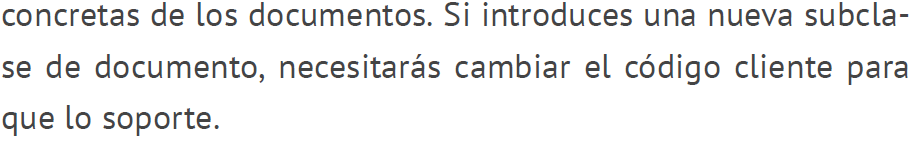 concretas de los documentos. Si introduces una nueva subcla-
se de documento, necesitarás cambiar el código cliente para
que lo soporte.